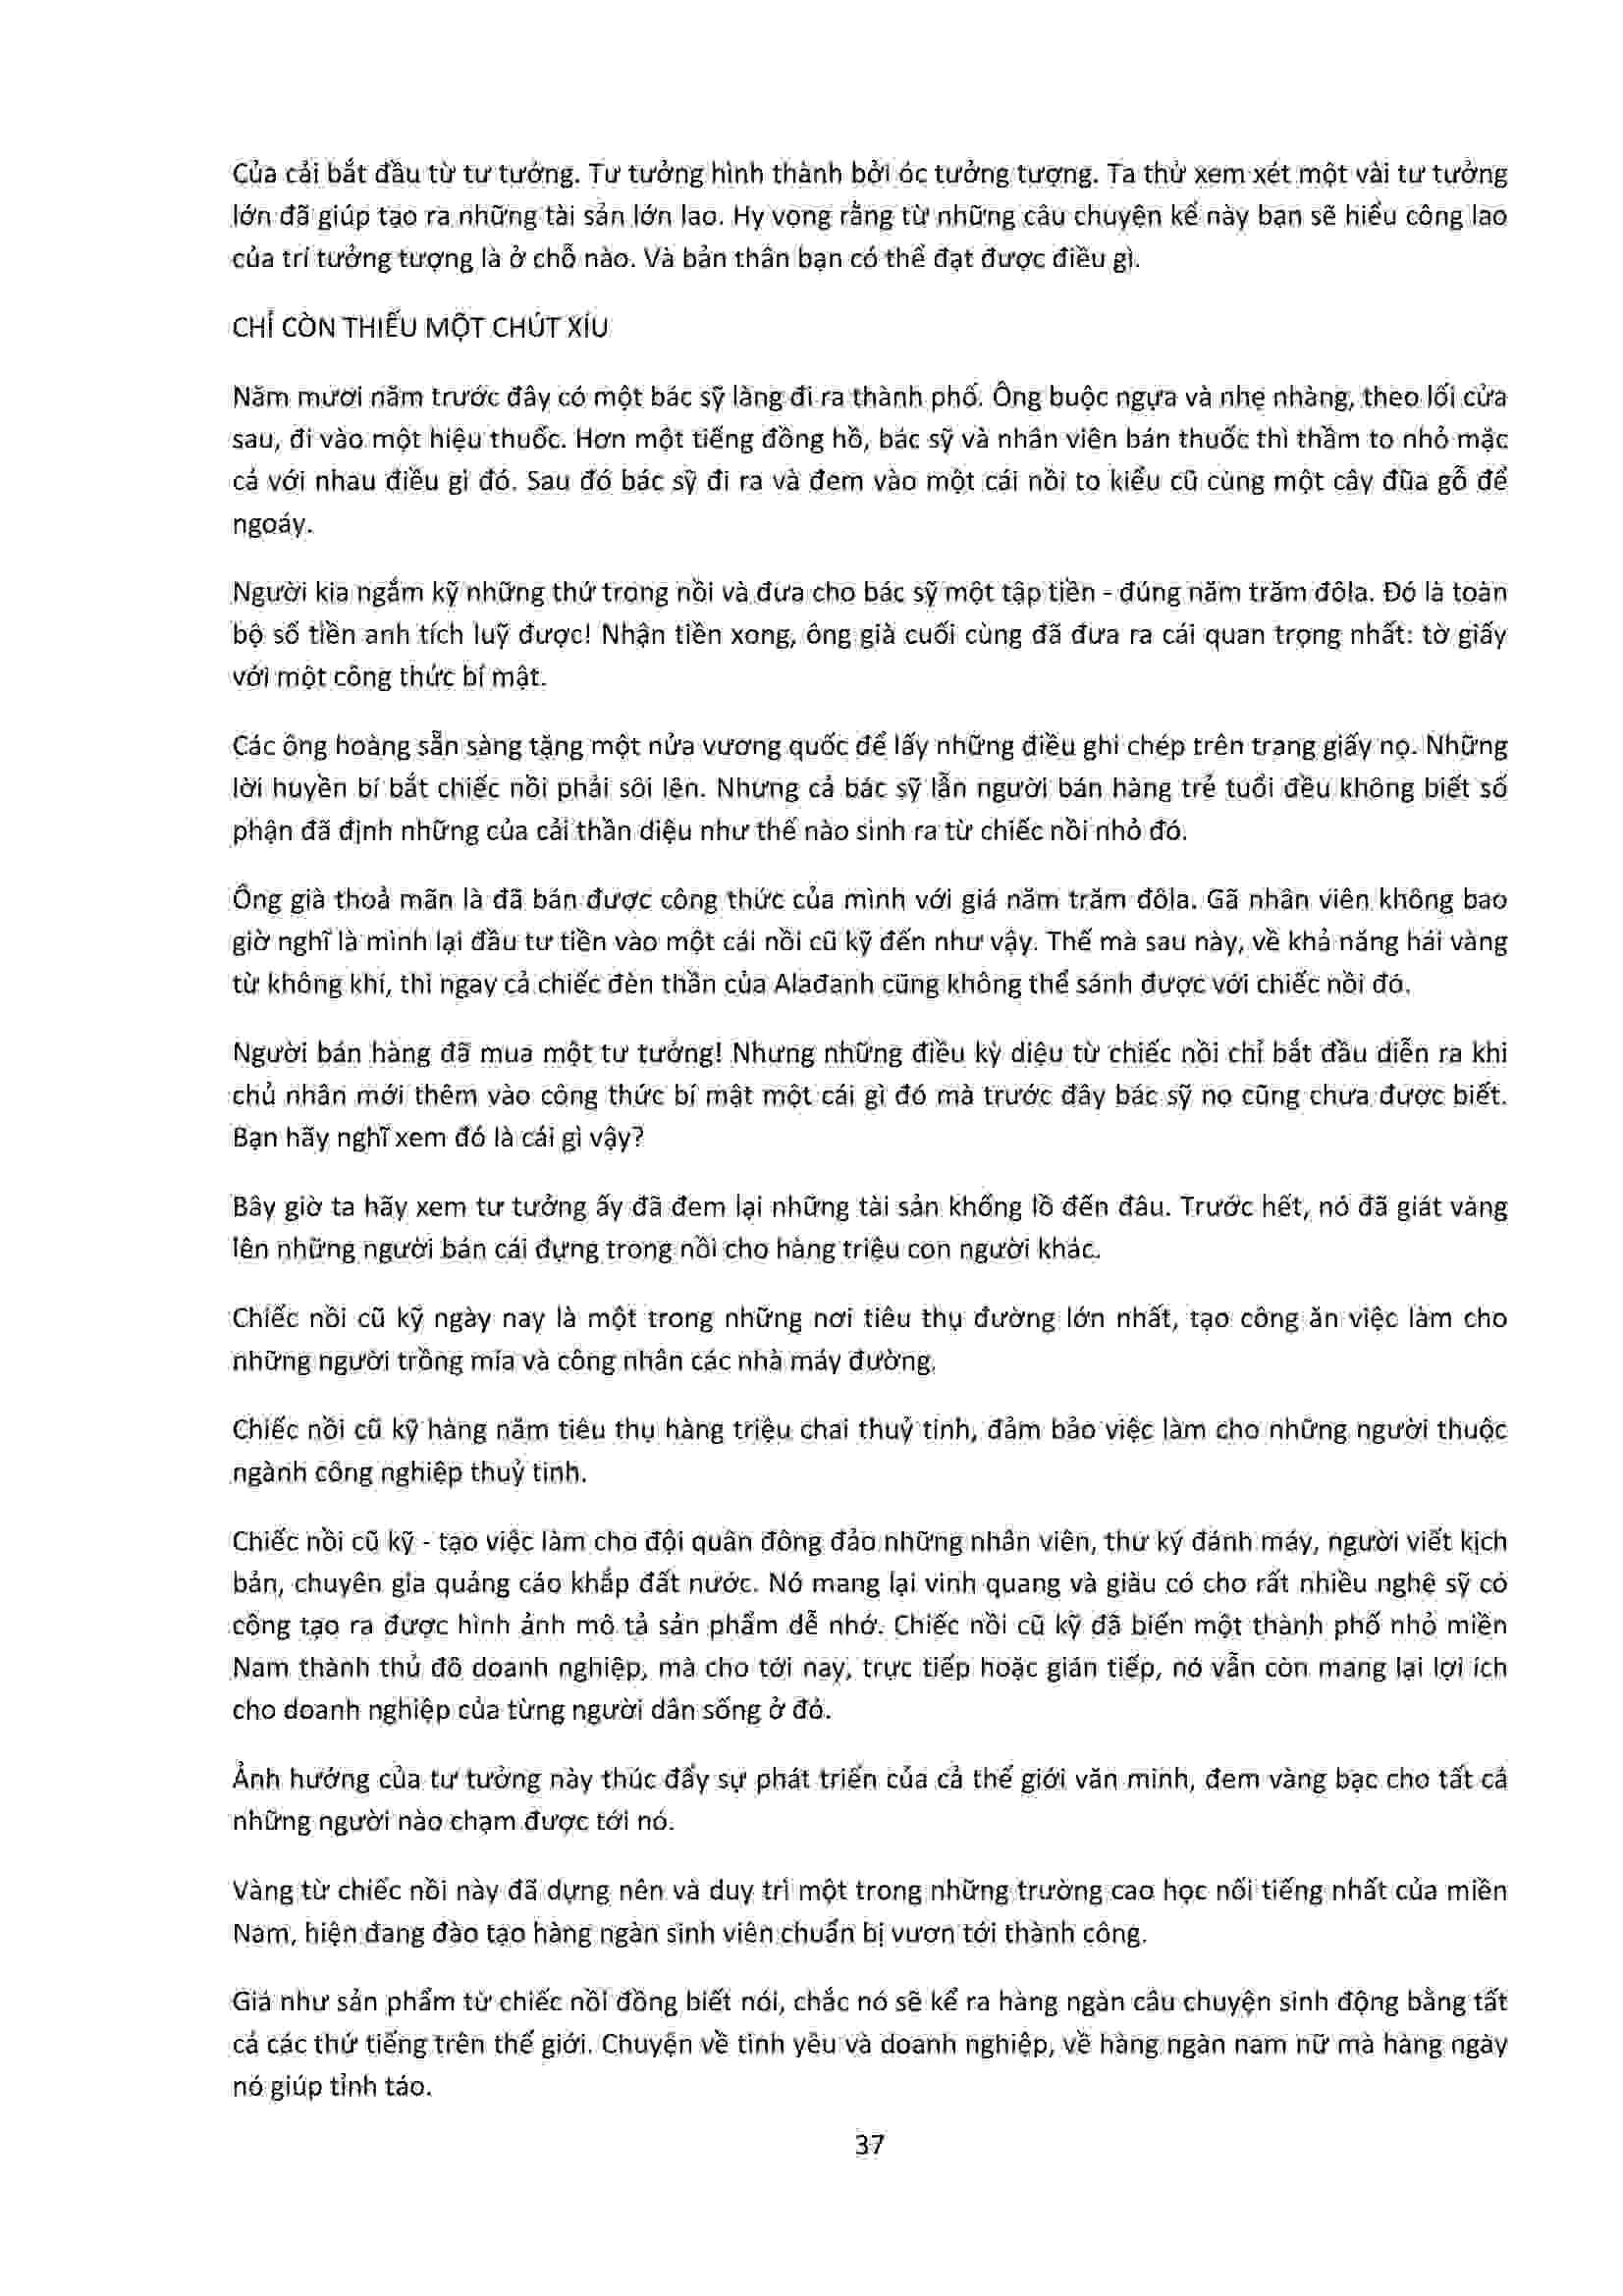 Của cải bắt đầu từ tư tưởng. Tư tưởng hình thành bởi óc tưởng tượng. Ta thử xem xét một vài tư tưởng
lớn đã giúp tạo ra những tài sản lớn lao. Hy vọng rằng từ những câu chuyện kể này bạn sẽ hiểu công lao
của trí tưởng tượng là ở chỗ nào. Và bản thân bạn có thể đạt được điều gì.
CHỈ CÒN THIẾU MỘT CHÚT XÍU
Năm mươi năm trước đây có một bác sỹ làng đi ra thành phố. Ông buộc ngựa và nhẹ nhàng, theo lối cửa
sau, đi vào một hiệu thuốc. Hơn một tiếng đồng hồ, bác sỹ và nhân viên bán thuốc thì thầm to nhỏ mặc
cả với nhau điều gì đó. Sau đó bác sỹ đi ra và đem vào một cái nồi to kiểu cũ cùng một cây đũa gỗ để
ngoáy.
Người kia ngắm kỹ những thứ trong nồi và đưa cho bác sỹ một tập tiền - đúng năm trăm đôla. Đó là toàn
bộ số tiền anh tích luỹ được! Nhận tiền xong, ông già cuối cùng đã đưa ra cái quan trọng nhất: tờ giấy
với một công thức bí mật.
Các ông hoàng sẵn sàng tặng một nửa vương quốc để lấy những điều ghi chép trên trang giấy nọ. Những
lời huyền bí bắt chiếc nồi phải sôi lên. Nhưng cả bác sỹ lẫn người bán hàng trẻ tuổi đều không biết số
phận đã định những của cải thần diệu như thế nào sinh ra từ chiếc nồi nhỏ đó.
Ông già thoả mãn là đã bán được công thức của mình với giá năm trăm đôla. Gã nhân viên không bao
giờ nghĩ là mình lại đầu tư tiền vào một cái nồi cũ kỹ đến như vậy. Thế mà sau này, về khả năng hái vàng
từ không khí, thì ngay cả chiếc đèn thần của Alađanh cũng không thể sánh được với chiếc nồi đó.
Người bán hàng đã mua một tư tưởng! Nhưng những điều kỳ diệu từ chiếc nồi chỉ bắt đầu diễn ra khi
chủ nhân mới thêm vào công thức bí mật một cái gì đó mà trước đây bác sỹ nọ cũng chưa được biết.
Bạn hãy nghĩ xem đó là cái gì vậy?
Bây giờ ta hãy xem tư tưởng ấy đã đem lại những tài sản khổng lồ đến đâu. Trước hết, nó đã giát vàng
lên những người bán cái đựng trong nồi cho hàng triệu con người khác.
Chiếc nồi cũ kỹ ngày nay là một trong những nơi tiêu thụ đường lớn nhất, tạo công ăn việc làm cho
những người trồng mía và công nhân các nhà máy đường.
Chiếc nồi cũ kỹ hàng năm tiêu thụ hàng triệu chai thuỷ tinh, đảm bảo việc làm cho những người thuộc
ngành công nghiệp thuỷ tinh.
Chiếc nồi cũ kỹ - tạo việc làm cho đội quân đông đảo những nhân viên, thư ký đánh máy, người viết kịch
bản, chuyên gia quảng cáo khắp đất nước. Nó mang lại vinh quang và giàu có cho rất nhiều nghệ sỹ có
công tạo ra được hình ảnh mô tả sản phẩm dễ nhớ. Chiếc nồi cũ kỹ đã biến một thành phố nhỏ miền
Nam thành thủ đô doanh nghiệp, mà cho tới nay, trực tiếp hoặc gián tiếp, nó vẫn còn mang lại lợi ích
cho doanh nghiệp của từng người dân sống ở đó.
Ảnh hưởng của tư tưởng này thúc đẩy sự phát triển của cả thế giới văn minh, đem vàng bạc cho tất cả
những người nào chạm được tới nó.
Vàng từ chiếc nồi này đã dựng nên và duy trì một trong những trường cao học nổi tiếng nhất của miền
Nam, hiện đang đào tạo hàng ngàn sinh viên chuẩn bị vươn tới thành công.
Giá như sản phẩm từ chiếc nồi đồng biết nói, chắc nó sẽ kể ra hàng ngàn câu chuyện sinh động bằng tất
cả các thứ tiếng trên thế giới. Chuyện về tình yêu và doanh nghiệp, về hàng ngàn nam nữ mà hàng ngày
nó giúp tỉnh táo.
37